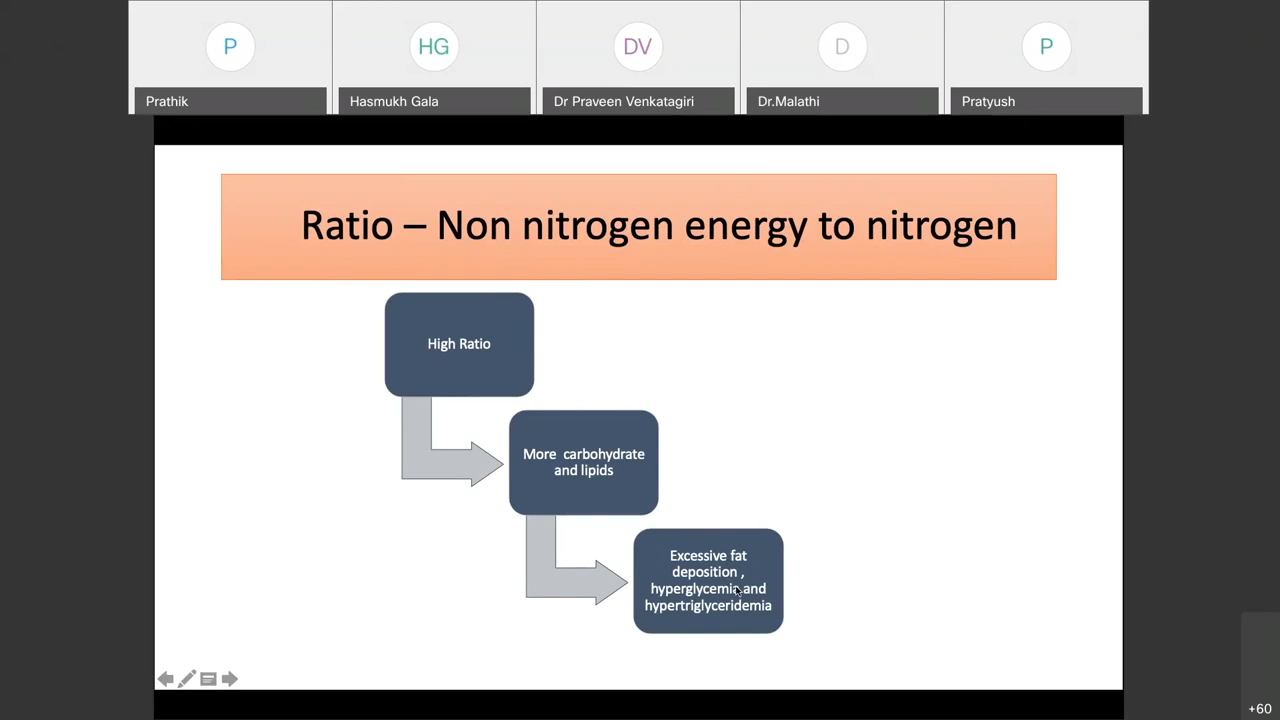 P
HG
DV
D
P
Prathik
Hasmukh Gala
Dr Praveen Venkatagiri
Dr.Malathi
Pratyush
Ratio – Non nitrogen energy to nitrogen
High Ratio
More carbohydrate
and lipids
Excessive fat
deposition ,
hyperglycemia and
hypertriglyceridemia
+60